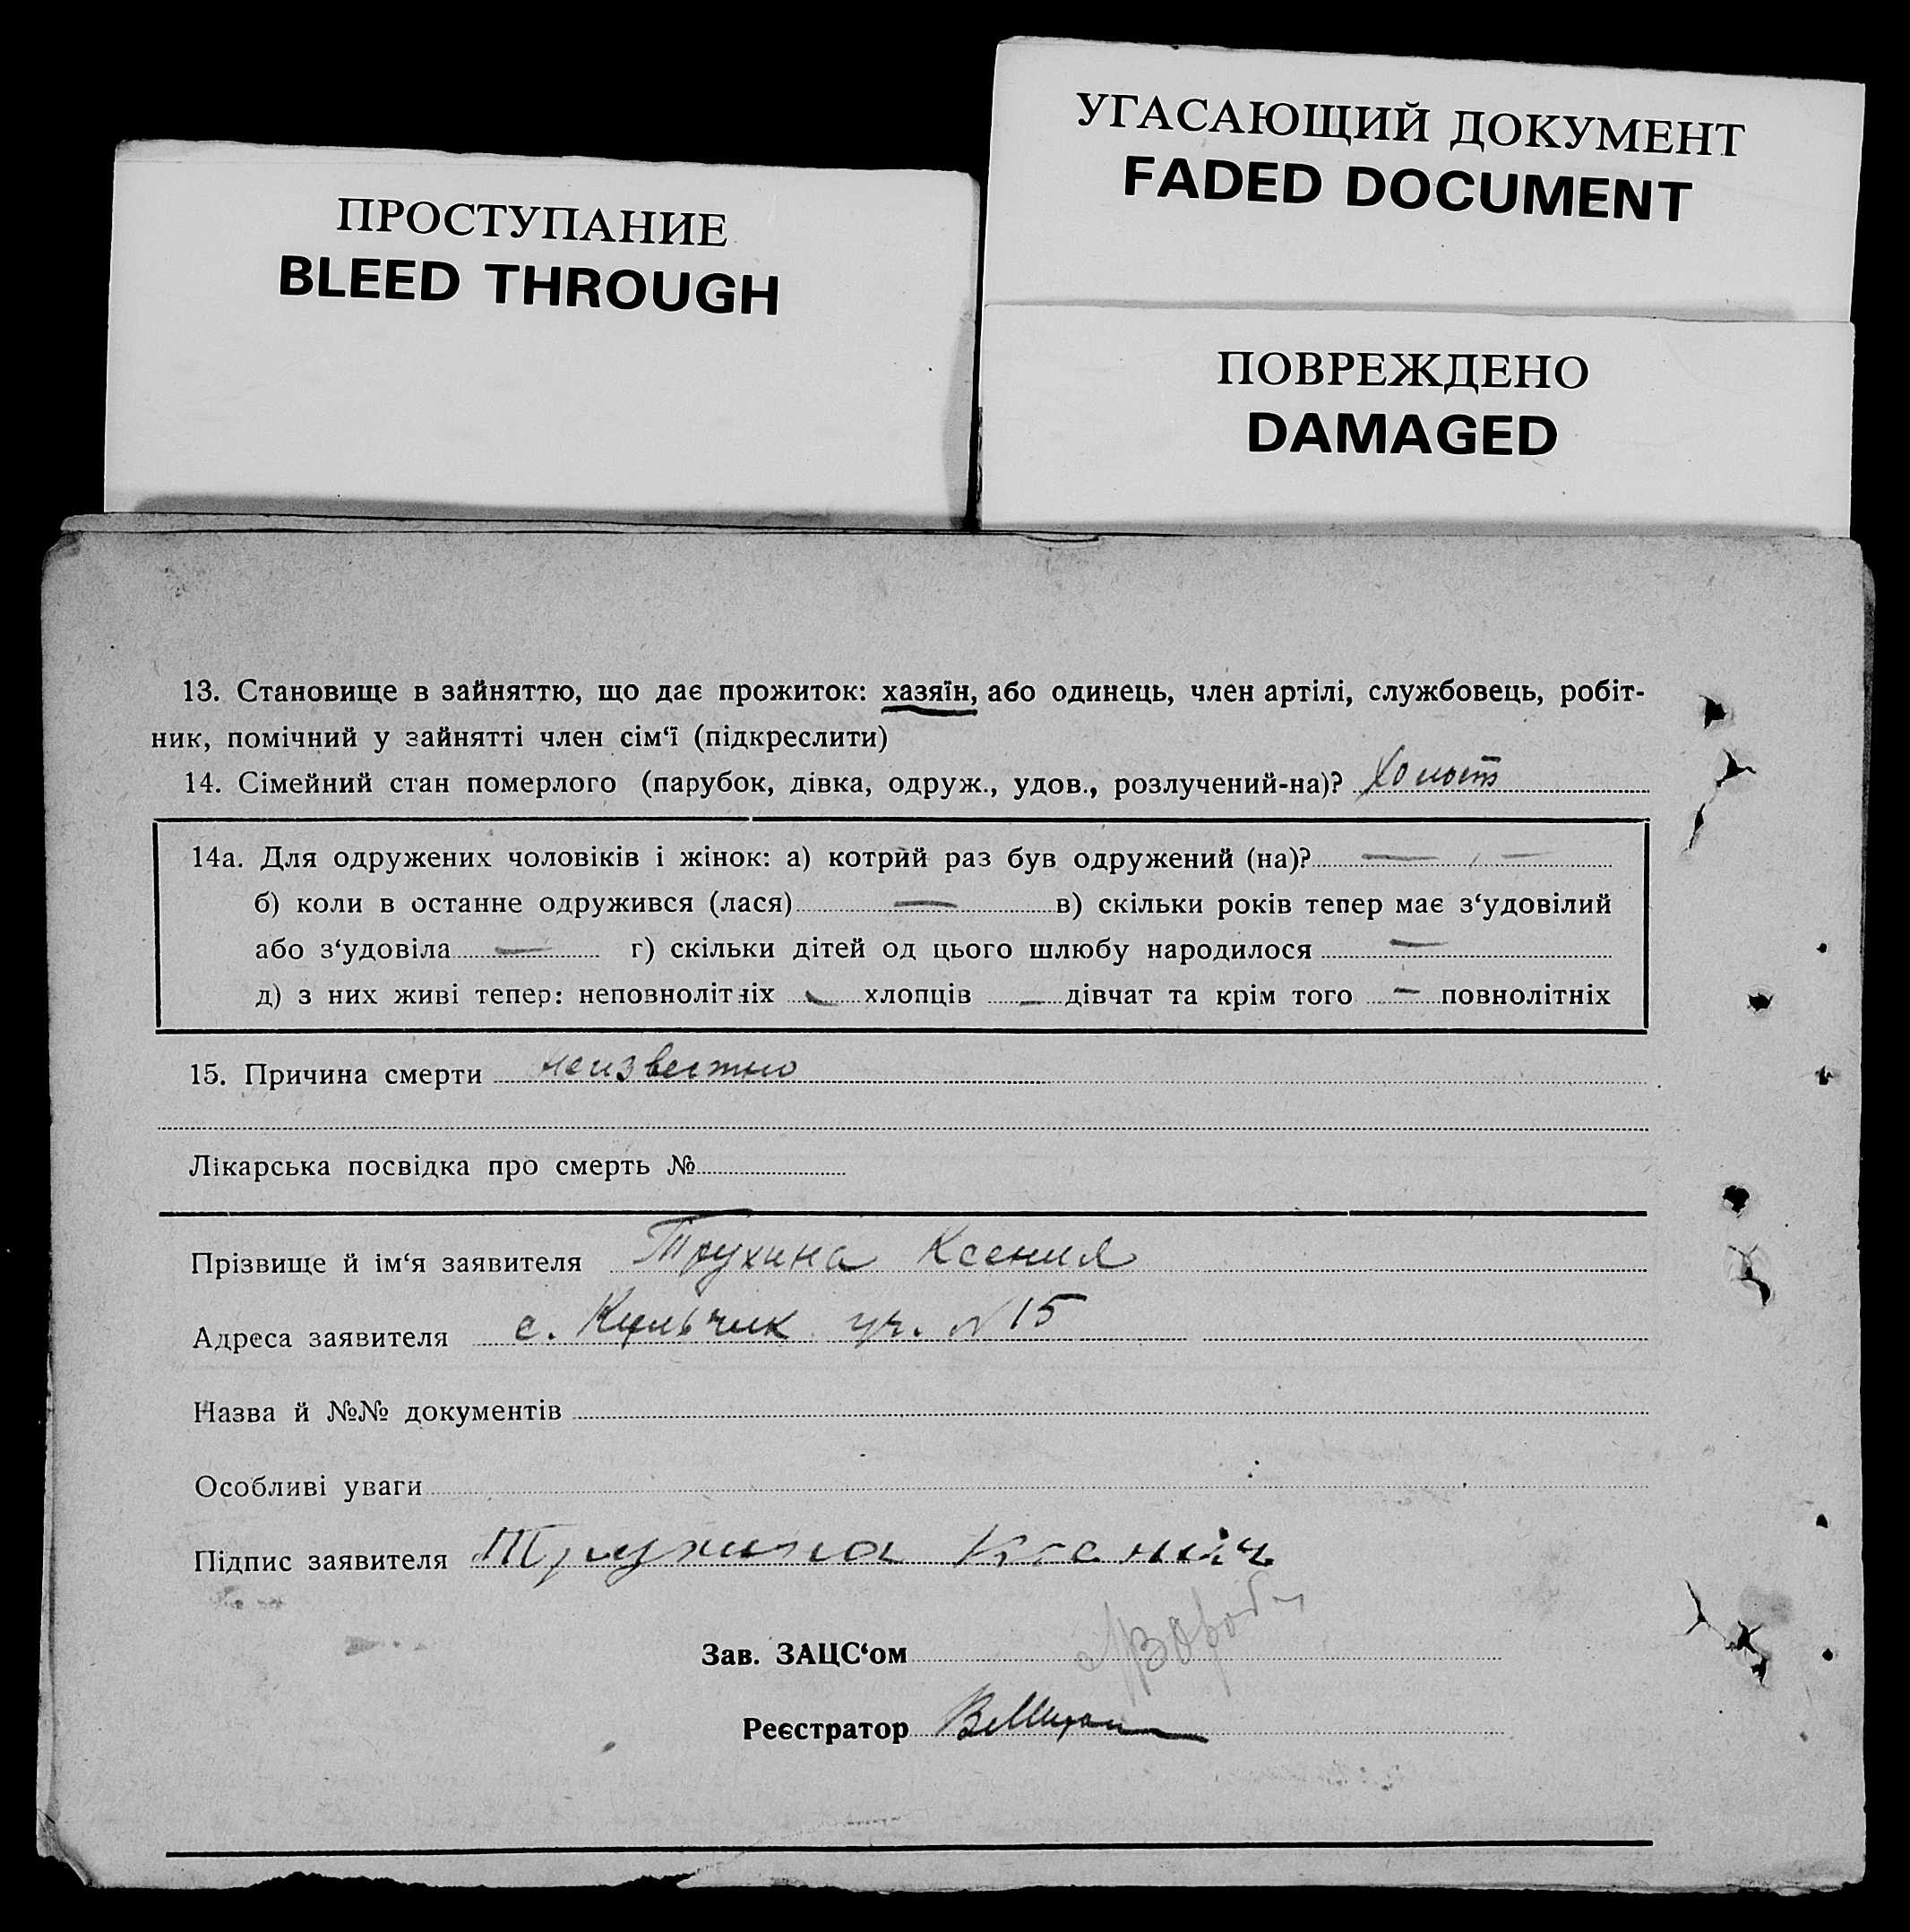 УГАСАЮЩИЙ ДОКУМЕНТ
FADED DOCUMENT
ПРОСТУПАНИЕ
BLEED THROUGH
ПОВРЕЖДЕНО
DAMAGED
13. Становище в зайняттю, що дає прожиток: хазяїн, або одинець, член артілі, службовець, робіт-
ник, помічний у зайнятті член сім‘ї (підкреслити)
14. Сімейний стан померлого (парубок, дівка, одруж., удов., розлучений-на)? холост
14а. Для одружених чоловіків і жінок: а) котрий раз був одружений (на)? — —
б) коли в останне одружився (лася) — в) скільки років тепер має з‘удовілий
або з‘удовіла — г) скільки дітей од цього шлюбу народилося —
д) з них живі тепер: неповнолітніх — хлопців — дівчат та крім того — повнолітніх
15. Причина смерти неизвестно
Лікарська посвідка про смерть №
Прізвище й ім‘я заявителя Трухина Ксения
Адреса заявителя с. Кульчик уч. №15
Назва й №№ документів
Особливі уваги
Підпис заявителя Трухина
Зав. ЗАЦС‘ом
Реєстратор